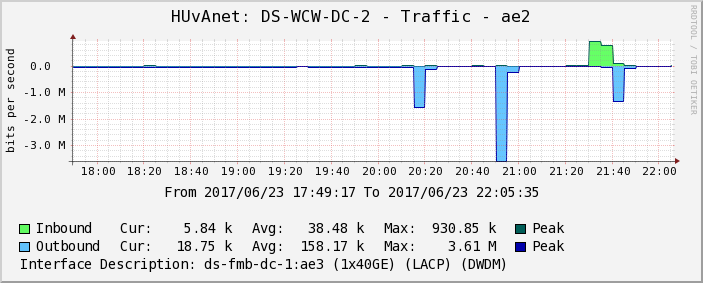 HUvAnet: DS-WCW-DC-2 - Traffic - ae2
RRDTOOL / TOBI OETIKER
bits per second
0.0
-1.0 M
-2.0 M
-3.0 M
18:00 18:20 18:40 19:00 19:20 19:40 20:00 20:20 20:40 21:00 21:20 21:40 22:00
From 2017/06/23 17:49:17 To 2017/06/23 22:05:35
Inbound Cur: 5.84 k Avg: 38.48 k Max: 930.85 k Peak
Outbound Cur: 18.75 k Avg: 158.17 k Max: 3.61 M Peak
Interface Description: ds-fmb-dc-1:ae3 (1x40GE) (LACP) (DWDM)